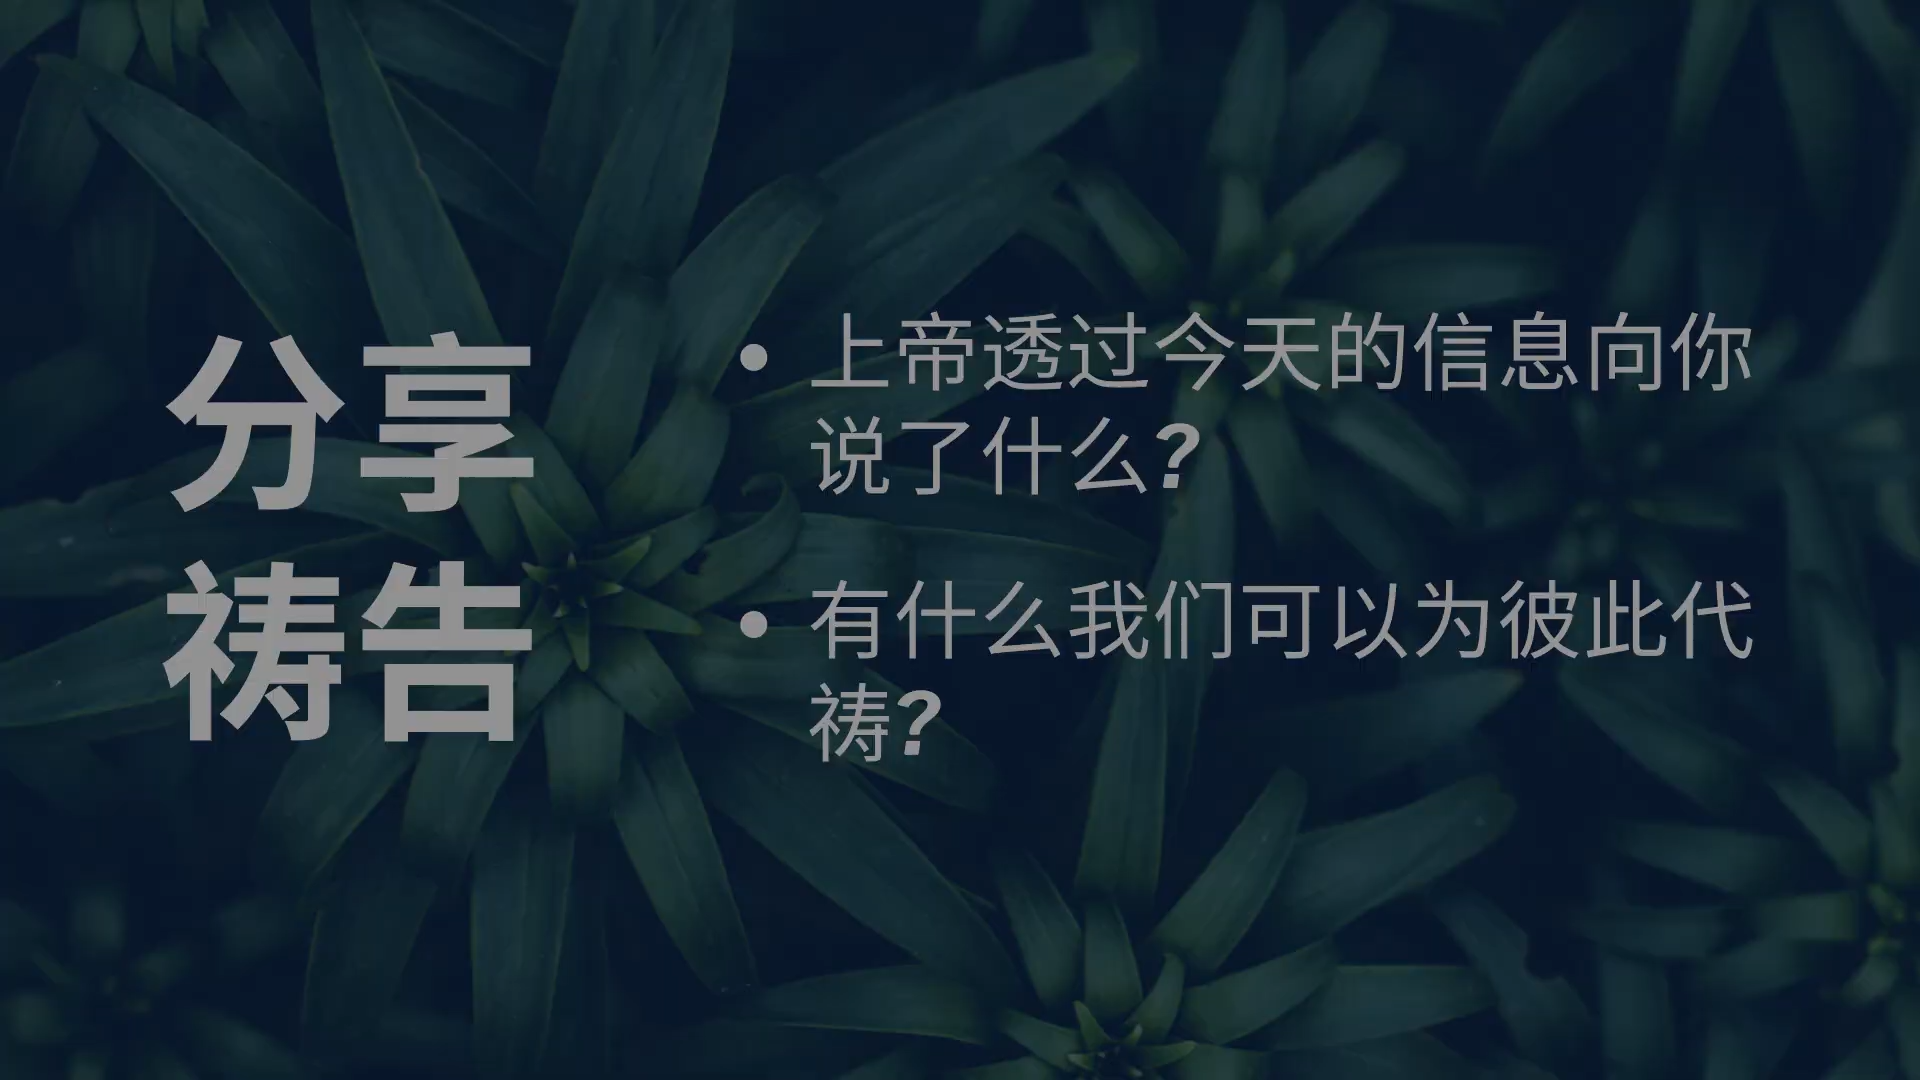 分享
祷告
• 上帝透过今天的信息向你
说了什么?
• 有什么我们可以为彼此代
祷?